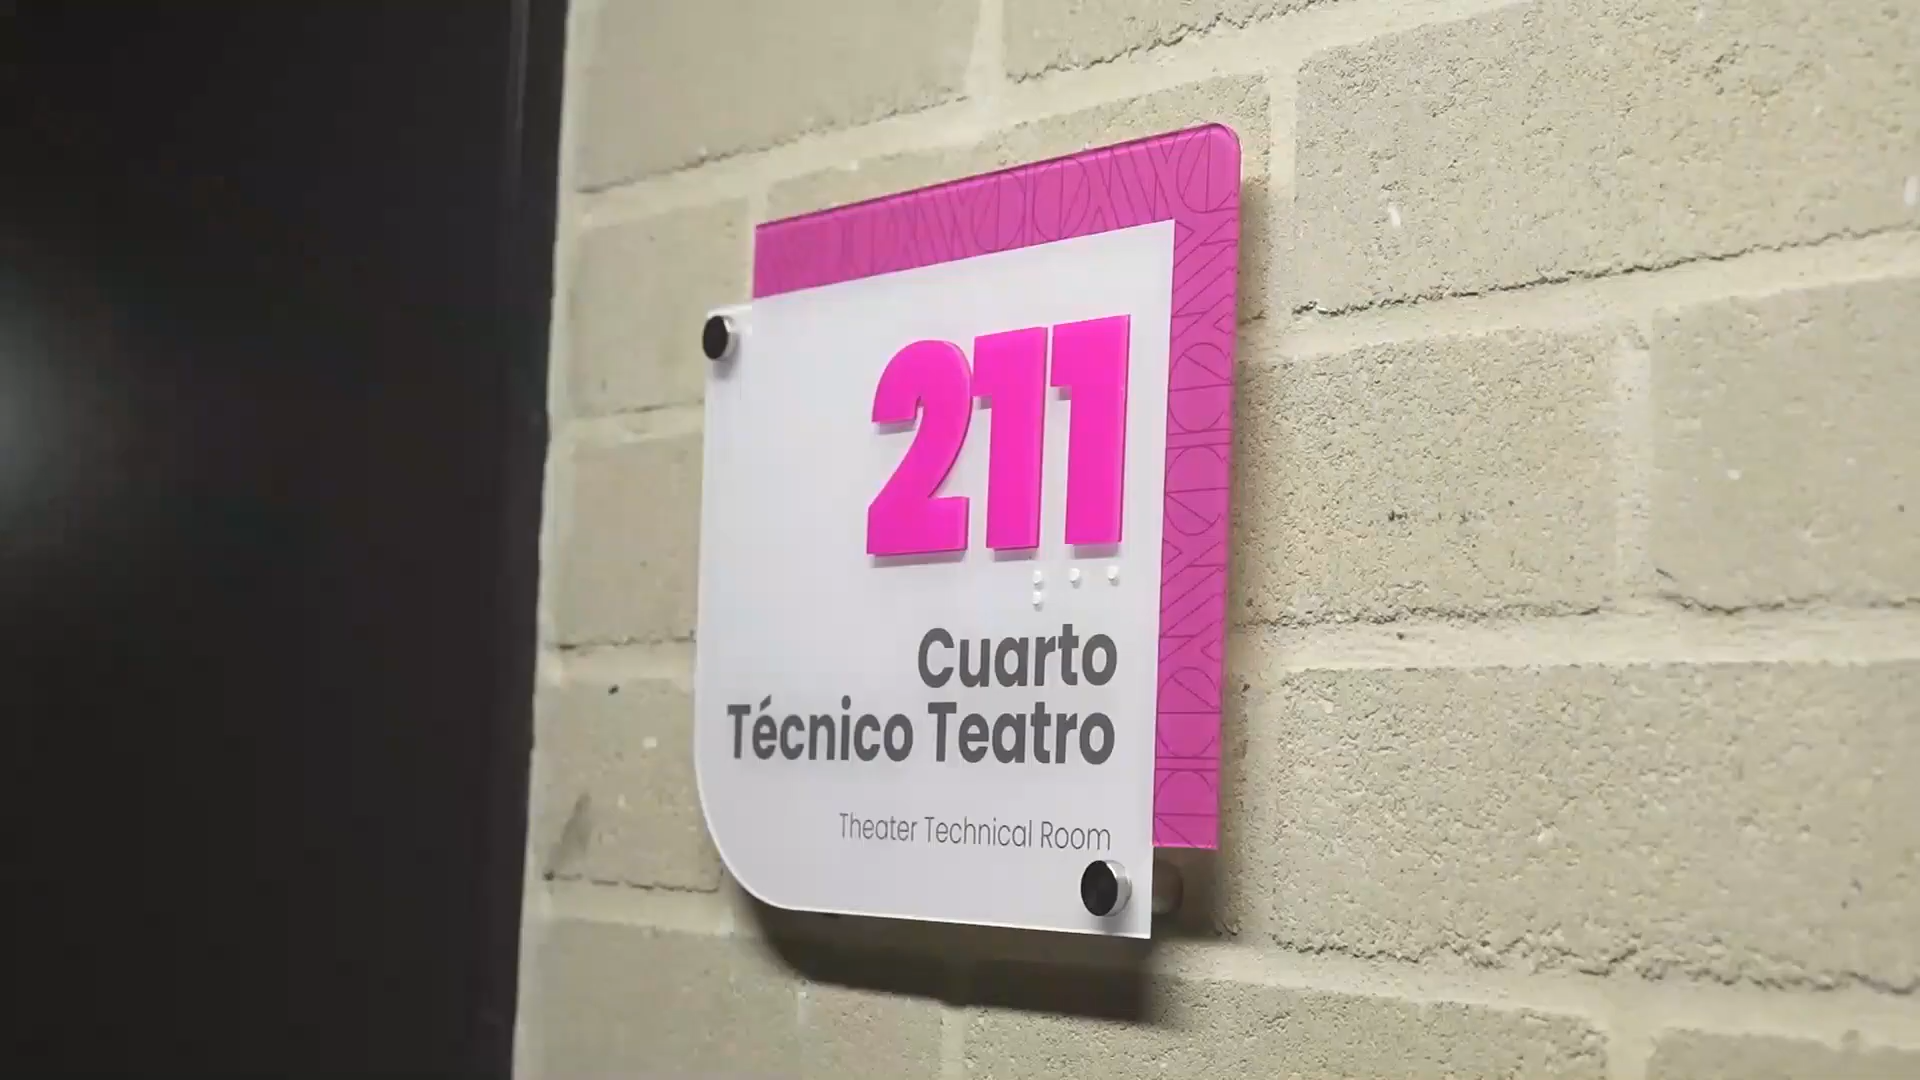 211
⠃⠁⠁
Cuarto
Técnico Teatro
Theater Technical Room